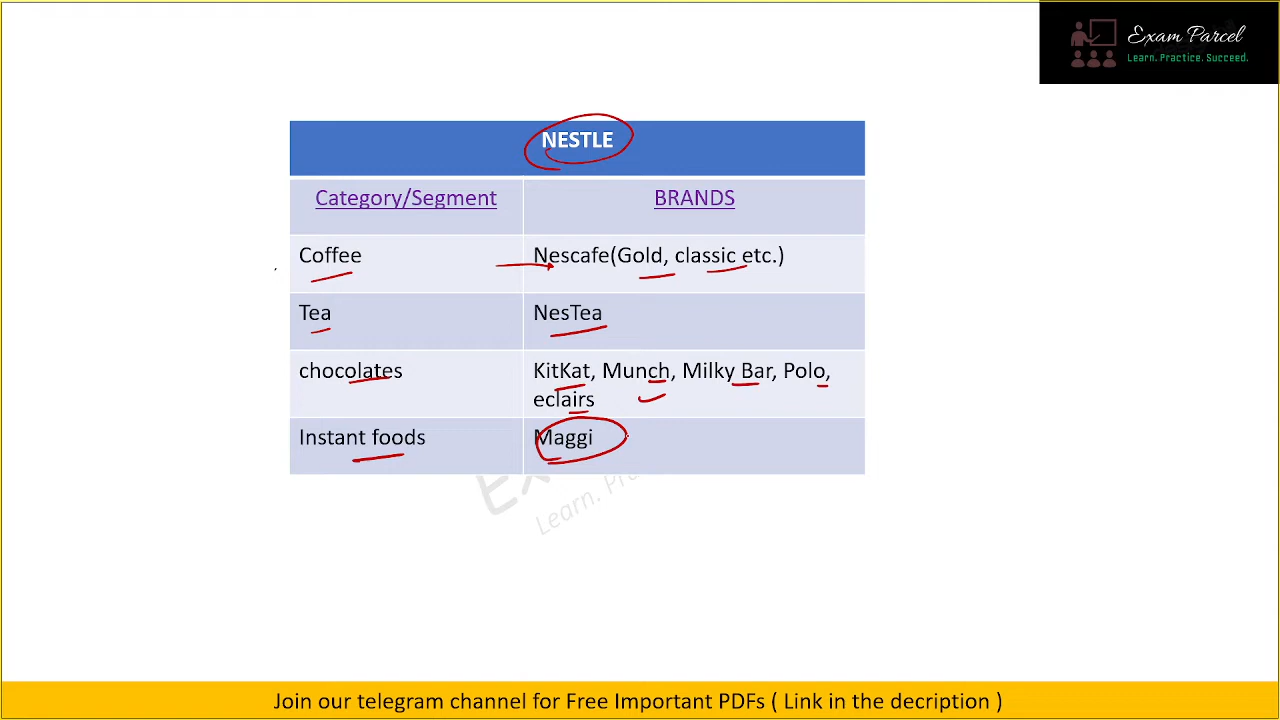 Exam Parcel
Learn. Practice. Succeed.
NESTLE
Category/Segment BRANDS
Coffee Nescafe(Gold, classic etc.)
Tea NesTea
chocolates KitKat, Munch, Milky Bar, Polo,
eclairs
Instant foods Maggi
Learn. Pra
Join our telegram channel for Free Important PDFs ( Link in the decription )